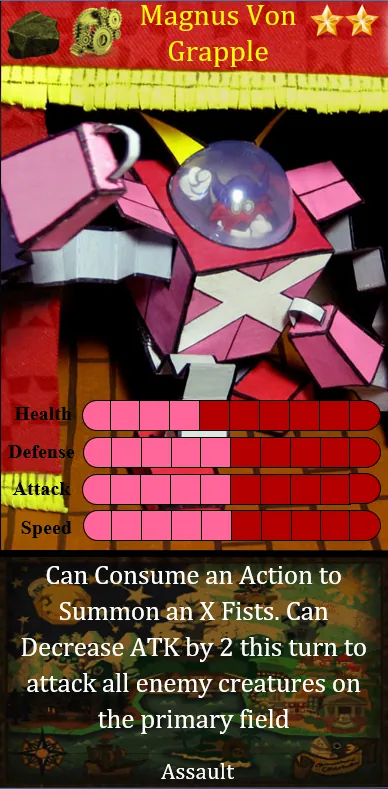 Magnus Von
Grapple
Health
Defense
Attack
Speed
Can Consume an Action to
Summon an X Fists. Can
Decrease ATK by 2 this turn to
attack all enemy creatures on
the primary field
Assault